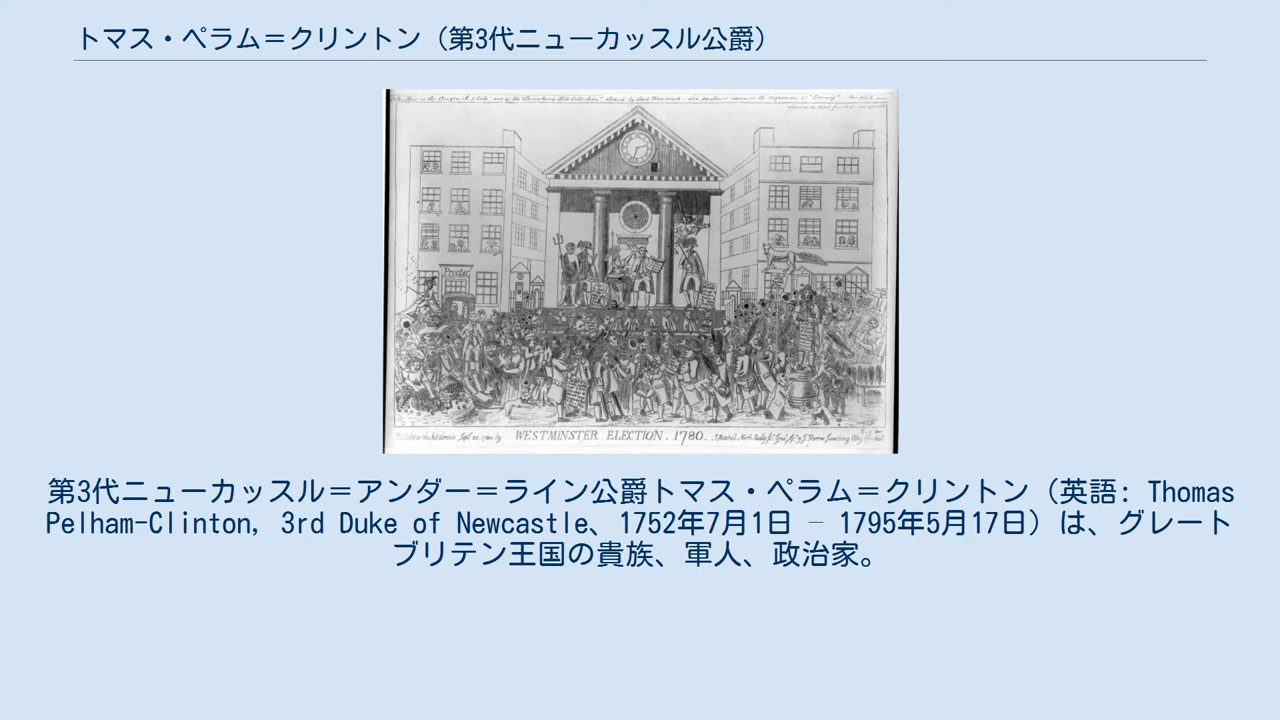 トマス・ペラム＝クリントン（第3代ニューカッスル公爵）
WESTMINSTER ELECTION. 1780.
第3代ニューカッスル＝アンダー＝ライン公爵トマス・ペラム＝クリントン（英語: Thomas
Pelham-Clinton, 3rd Duke of Newcastle、1752年7月1日 – 1795年5月17日）は、グレート
ブリテン王国の貴族、軍人、政治家。